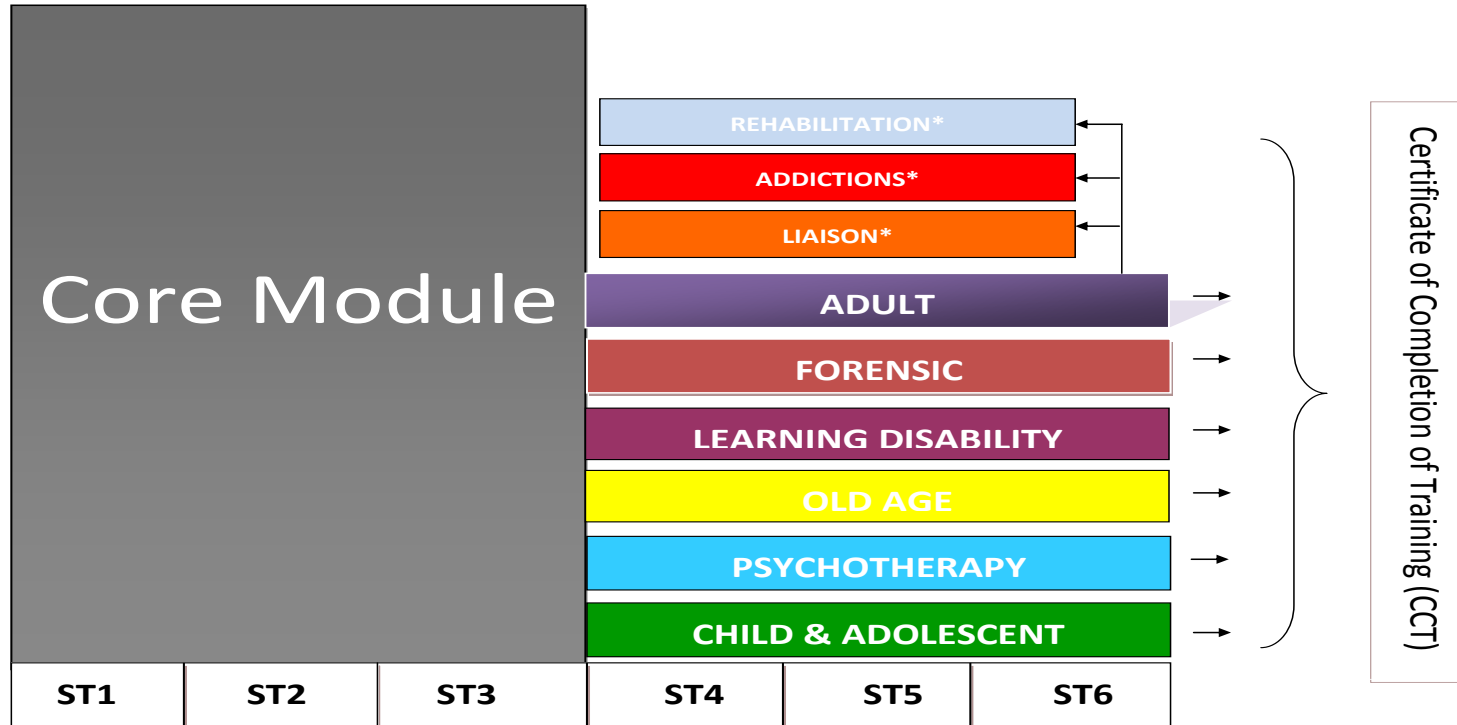 Core Module
REHABILITATION*
ADDICTIONS*
LIAISON*
ADULT
FORENSIC
LEARNING DISABILITY
OLD AGE
PSYCHOTHERAPY
CHILD & ADOLESCENT
ST1 ST2 ST3 ST4 ST5 ST6
Certificate of Completion of Training (CCT)